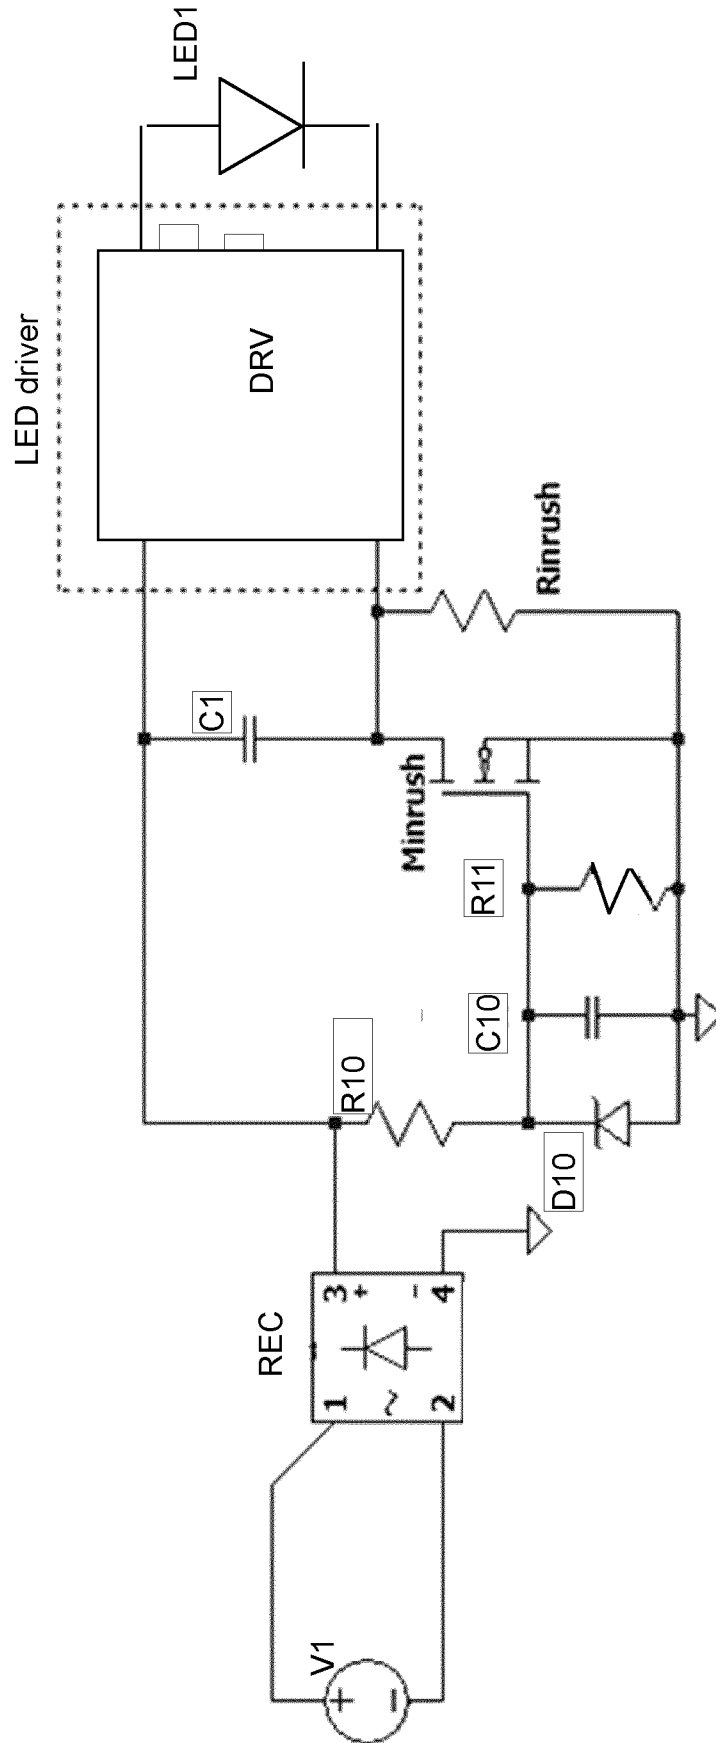 LED driver
LED1
DRV
C1
Rinrush
Minrush
R11
C10
R10
D10
REC
3
+
-
4
1
~
2
V1
+
-